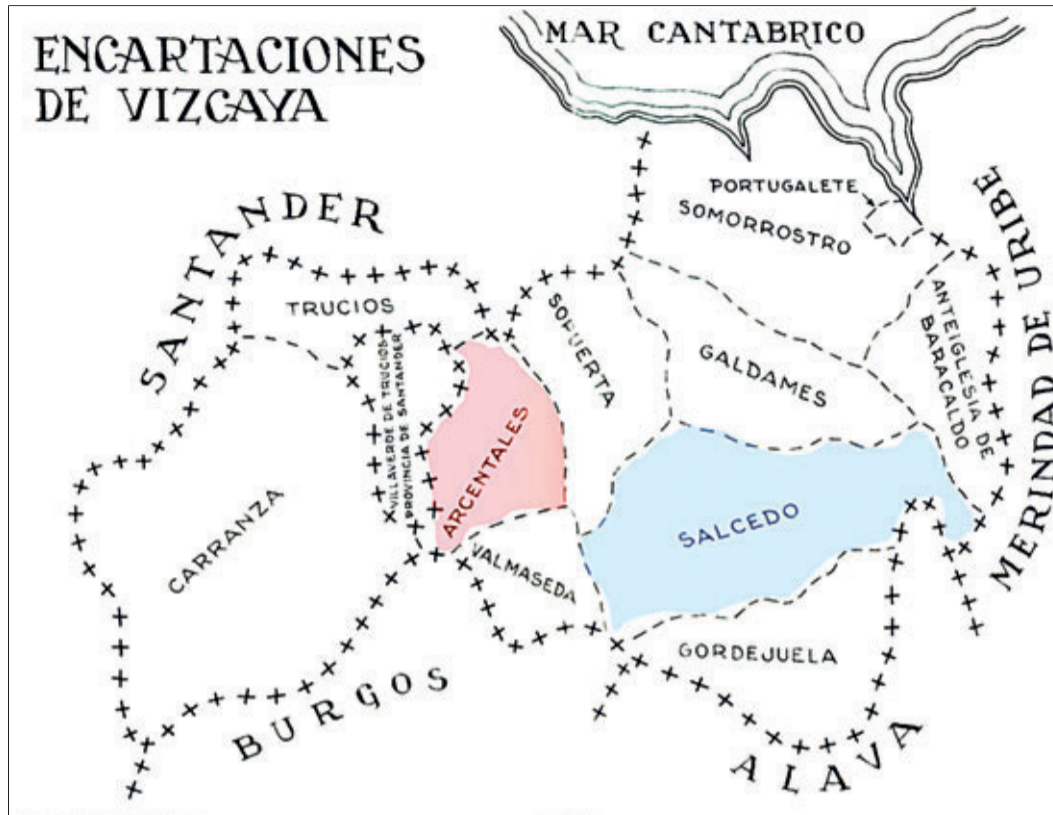 ENCARTACIONES
DE VIZCAYA
MAR CANTABRICO
SANTANDER
PORTUGALETE
SOMORROSTRO
MERINDAD DE URIBE
TRUCIOS
SOPUERTA
ANTEIGLESIA DE
BARACALDO
GALDAMES
VILLAVERDE DE TRUCIOS
PROVINCIA DE SANTANDER
ARCENTALES
CARRANZA
SALCEDO
VALMASEDA
GORDEJUELA
BURGOS
ALAVA